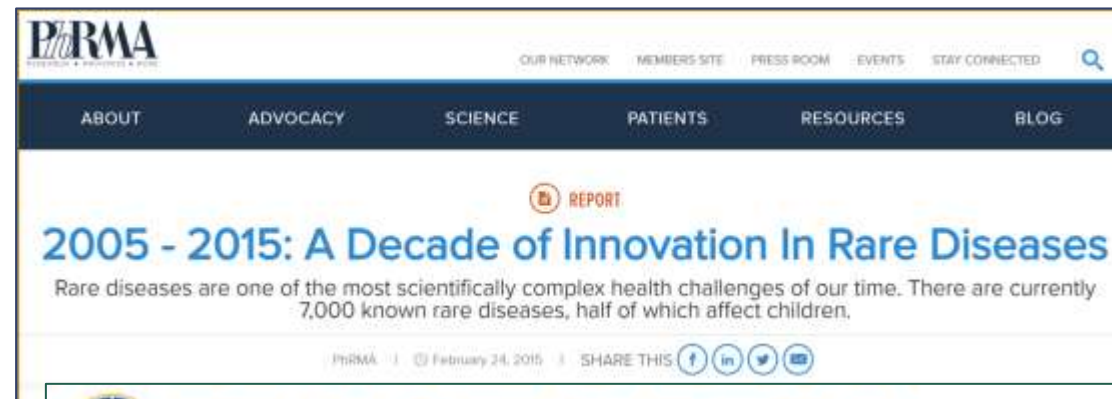 PhRMA
RESEARCH • PROGRESS • HOPE
OUR NETWORK MEMBERS SITE PRESS ROOM EVENTS STAY CONNECTED
ABOUT ADVOCACY SCIENCE PATIENTS RESOURCES BLOG
REPORT
2005 - 2015: A Decade of Innovation In Rare Diseases
Rare diseases are one of the most scientifically complex health challenges of our time. There are currently
7,000 known rare diseases, half of which affect children.
PhRMA | February 24, 2015 | SHARE THIS